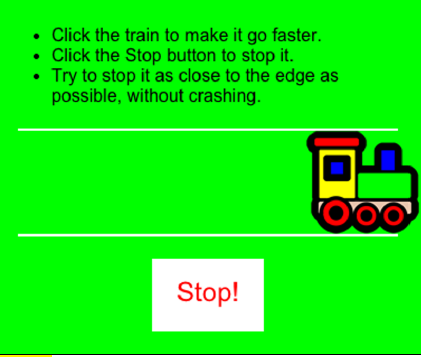 Click the train to make it go faster.
Click the Stop button to stop it.
Try to stop it as close to the edge as
possible, without crashing.
Stop!